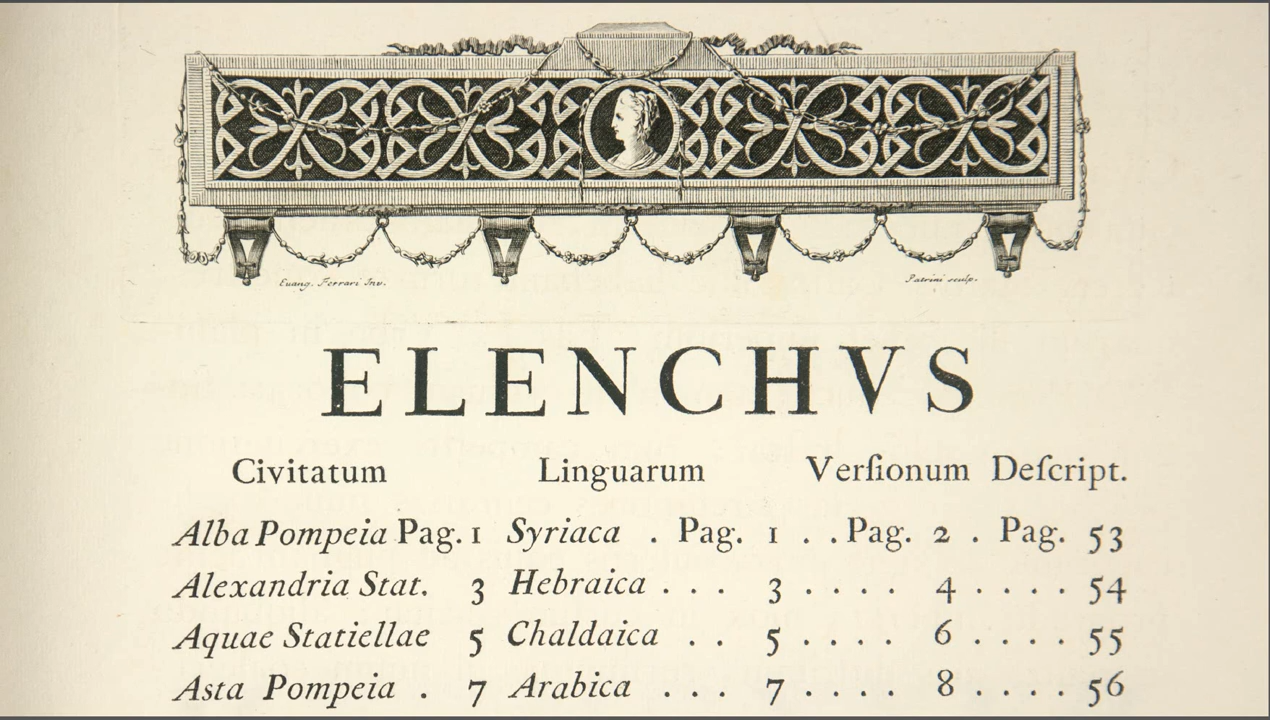 Evang. Ferrari Inv. Patrini sculp.
ELENCHVS
Civitatum Linguarum Verſionum Deſcript.
Alba Pompeia Pag. 1 Syriaca . Pag. 1 . . Pag. 2 . Pag. 53
Alexandria Stat. 3 Hebraica . . . 3 . . . . 4 . . . . 54
Aquae Statiellae 5 Chaldaica . . 5 . . . . 6 . . . . 55
Asta Pompeia . 7 Arabica . . . 7 . . . . 8 . . . . 56